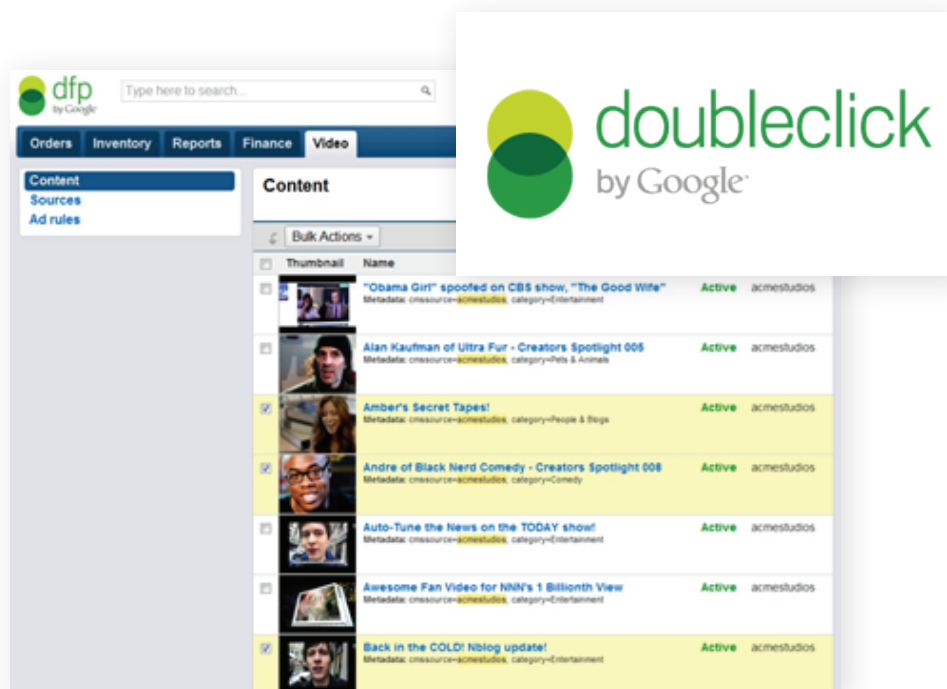 dfp
by Google
Type here to search...
doubleclick
by Google
Orders Inventory Reports Finance Video
Content
Sources
Ad rules
Content
Bulk Actions
Thumbnail Name
"Obama Girl" spoofed on CBS show, "The Good Wife" Active acmestudios
Metadata: cmssource=acmestudios, category=Entertainment
Alan Kaufman of Ultra Fur - Creators Spotlight 005 Active acmestudios
Metadata: cmssource=acmestudios, category=Pets & Animals
Amber's Secret Tapes! Active acmestudios
Metadata: cmssource=acmestudios, category=People & Blogs
Andre of Black Nerd Comedy - Creators Spotlight 008 Active acmestudios
Metadata: cmssource=acmestudios, category=Comedy
Auto-Tune the News on the TODAY show! Active acmestudios
Metadata: cmssource=acmestudios, category=Entertainment
Awesome Fan Video for NNN's 1 Billionth View Active acmestudios
Metadata: cmssource=acmestudios, category=Entertainment
Back in the COLD! Nblog update! Active acmestudios
Metadata: cmssource=acmestudios, category=Entertainment